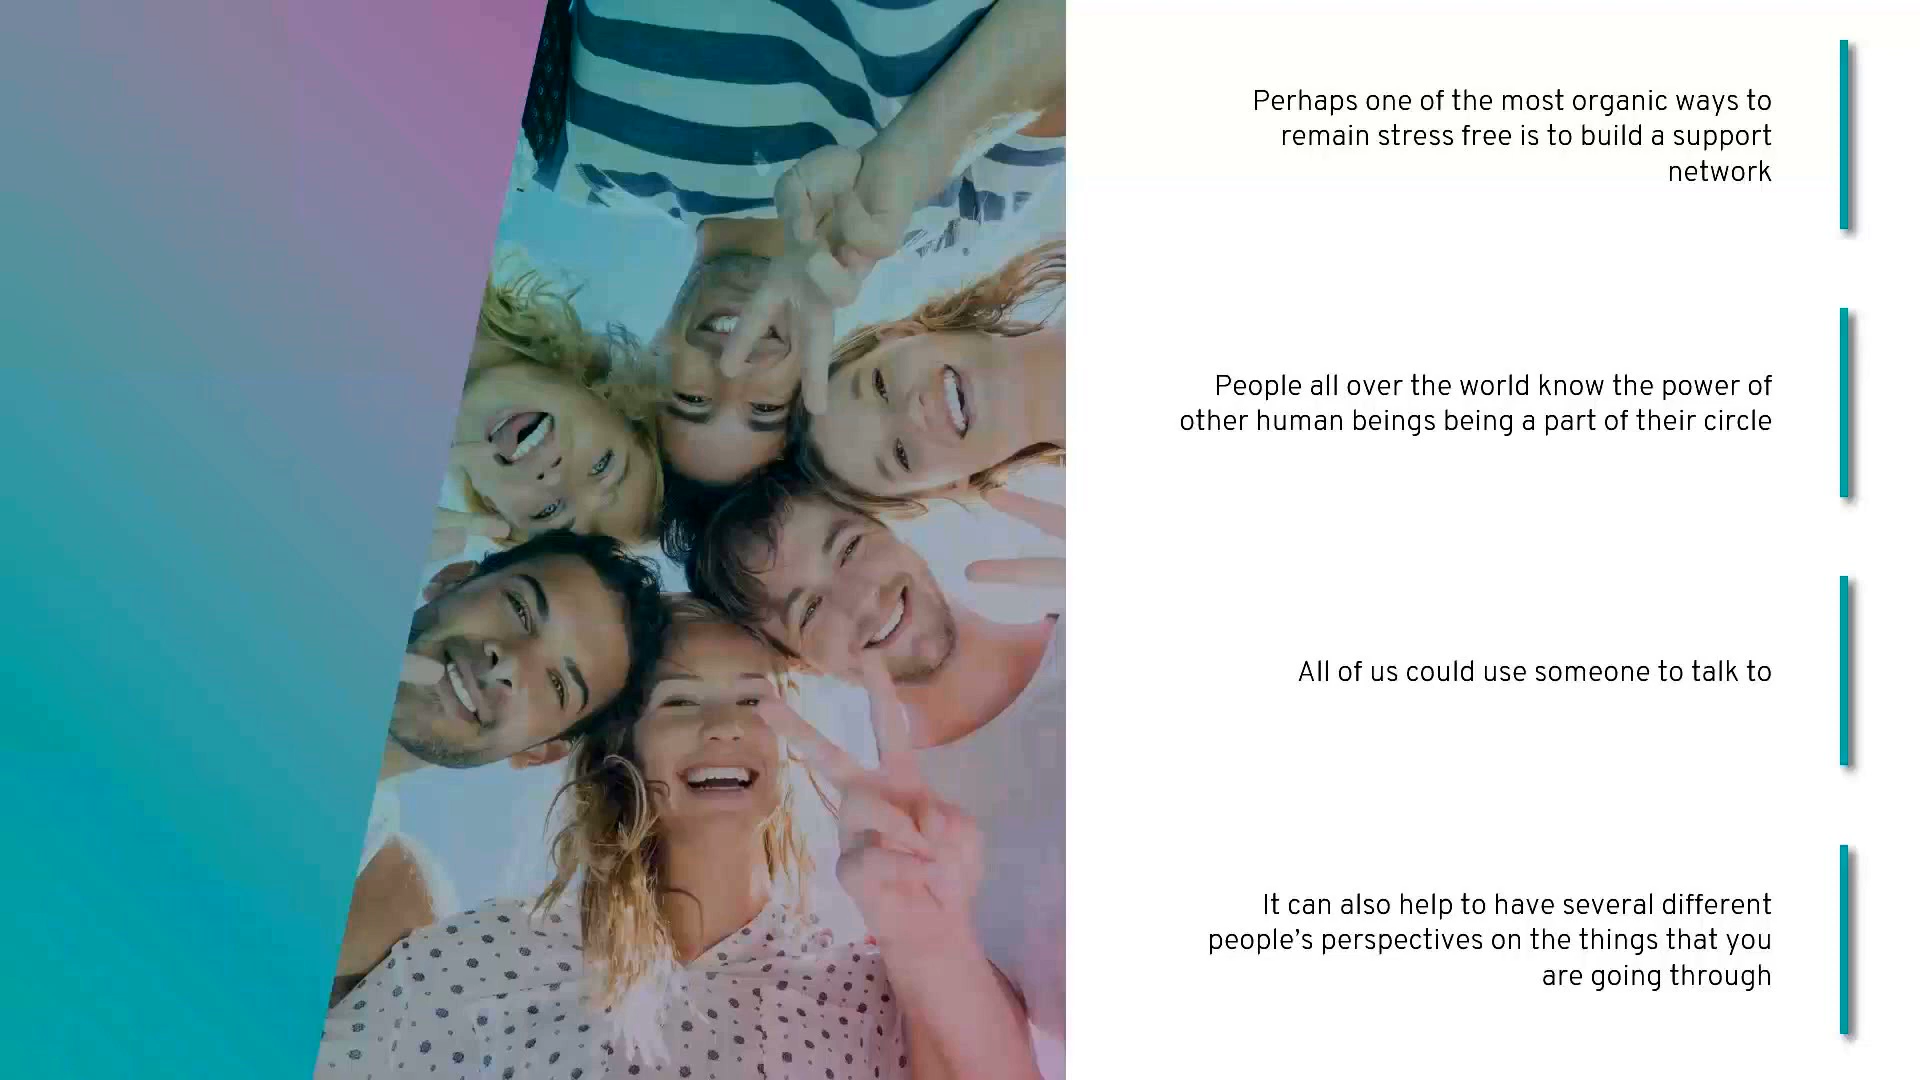 Perhaps one of the most organic ways to
remain stress free is to build a support
network
People all over the world know the power of
other human beings being a part of their circle
All of us could use someone to talk to
It can also help to have several different
people’s perspectives on the things that you
are going through